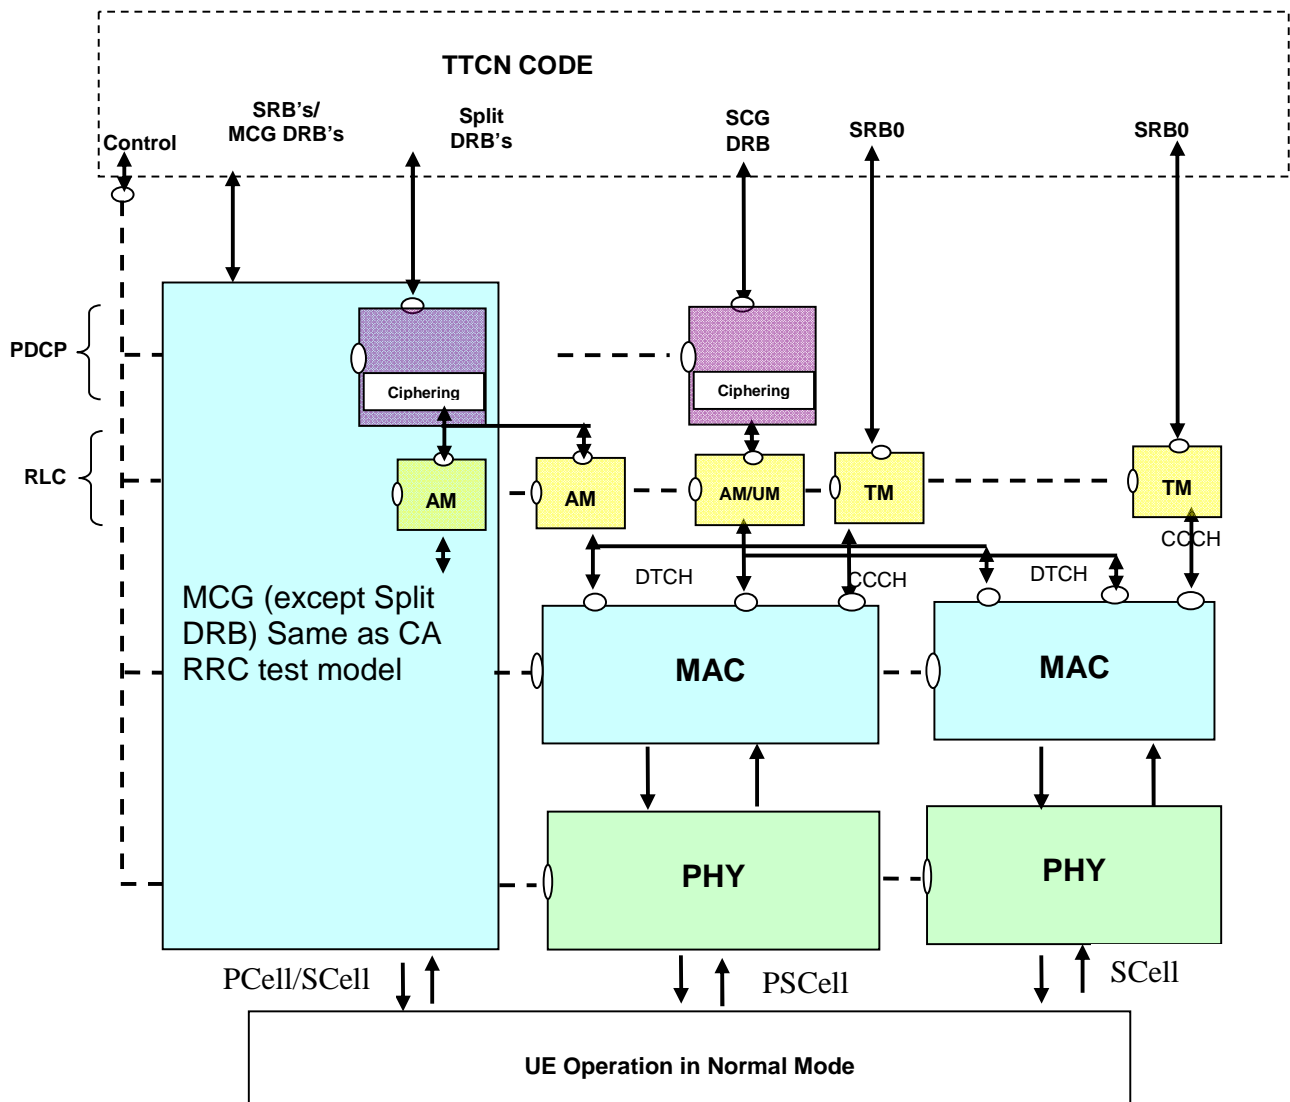 TTCN CODE
Control
SRB's/
MCG DRB's
Split
DRB's
SCG
DRB
SRB0
SRB0
PDCP
Ciphering
Ciphering
RLC
AM
AM
AM/UM
TM
TM
DTCH
CCCH
DTCH
CCCH
MCG (except Split
DRB) Same as CA
RRC test model
MAC
MAC
PHY
PHY
PCell/SCell
PSCell
SCell
UE Operation in Normal Mode